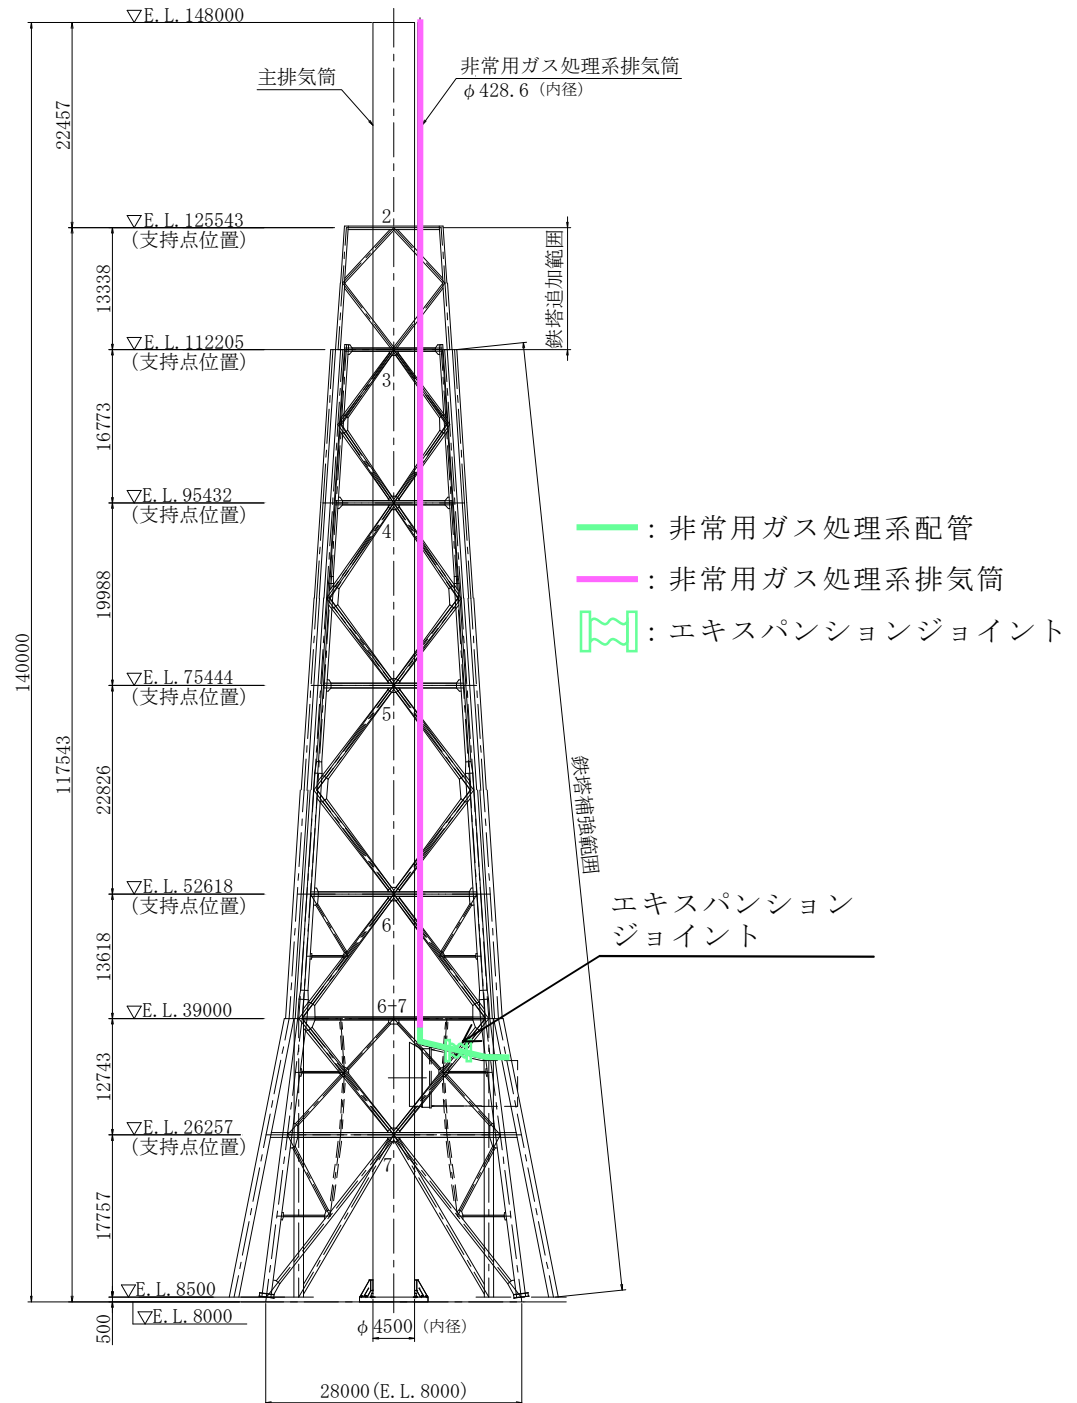 ▽E.L.148000
主排気筒
非常用ガス処理系排気筒
φ428.6（内径）
22457
2
▽E.L.125543
(支持点位置)
13338
鉄塔追加範囲
▽E.L.112205
(支持点位置)
3
16773
▽E.L.95432
(支持点位置)
4
：非常用ガス処理系配管
：非常用ガス処理系排気筒
：エキスパンションジョイント
19988
140000
▽E.L.75444
(支持点位置)
5
117543
22826
鉄塔補強範囲
▽E.L.52618
(支持点位置)
6
エキスパンション
ジョイント
13618
▽E.L.39000
6-7
12743
▽E.L.26257
(支持点位置)
7
17757
▽E.L.8500
▽E.L.8000
500
φ4500（内径）
28000(E.L.8000)